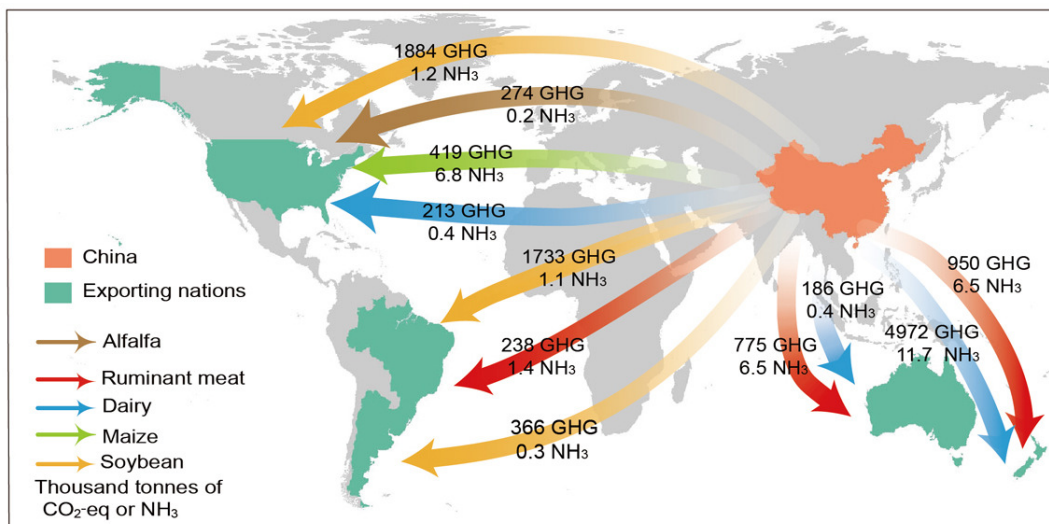 1884 GHG
1.2 NH₃
274 GHG
0.2 NH₃
419 GHG
6.8 NH₃
213 GHG
0.4 NH₃
1733 GHG
1.1 NH₃
238 GHG
1.4 NH₃
366 GHG
0.3 NH₃
950 GHG
6.5 NH₃
186 GHG
0.4 NH₃
4972 GHG
11.7 NH₃
775 GHG
6.5 NH₃
China
Exporting nations
Alfalfa
Ruminant meat
Dairy
Maize
Soybean
Thousand tonnes of
CO₂-eq or NH₃